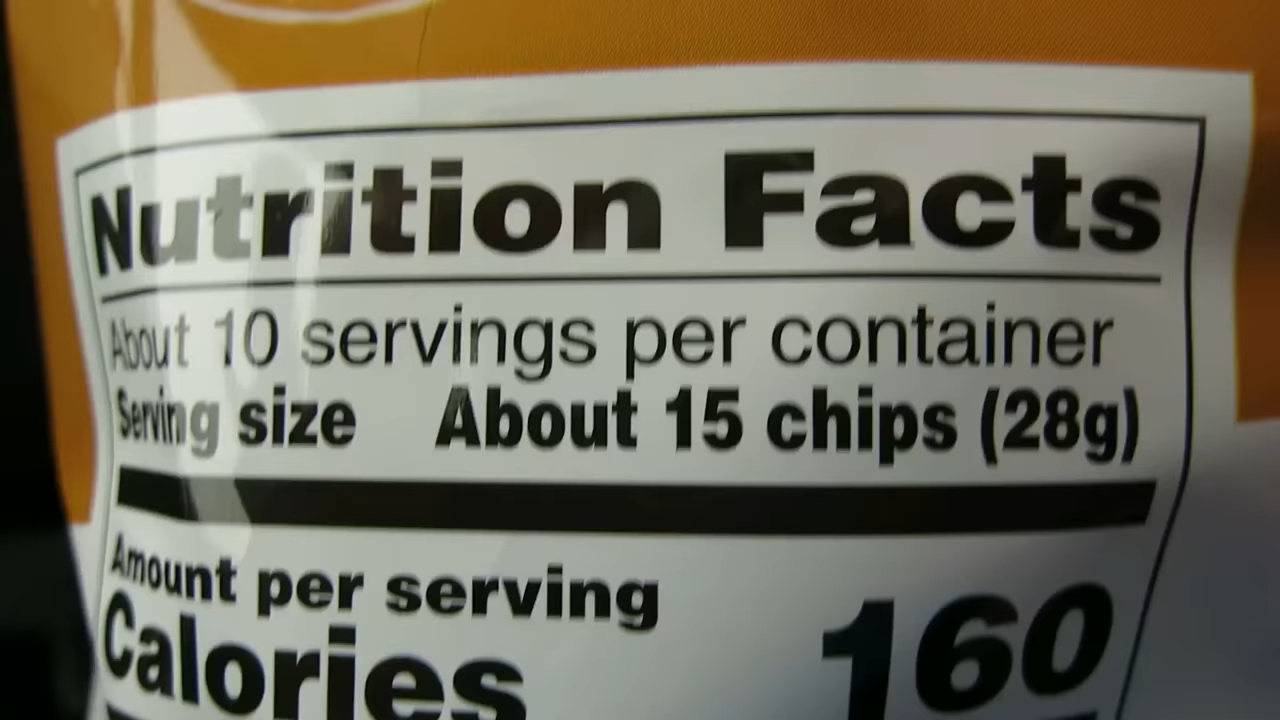 Nutrition Facts
About 10 servings per container
Serving size About 15 chips (28g)
Amount per serving
Calories 160